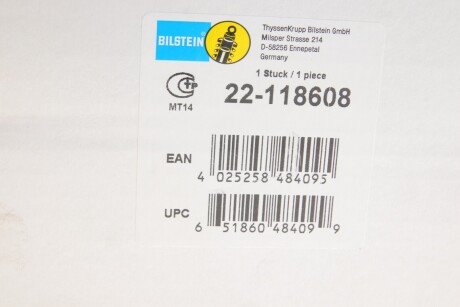 BILSTEIN
ThyssenKrupp Bilstein GmbH
Milsper Strasse 214
D-58256 Ennepetal
Germany
1 Stuck / 1 piece
MT14
22-118608
EAN
4 025258 484095
UPC
6 51860 48409 9